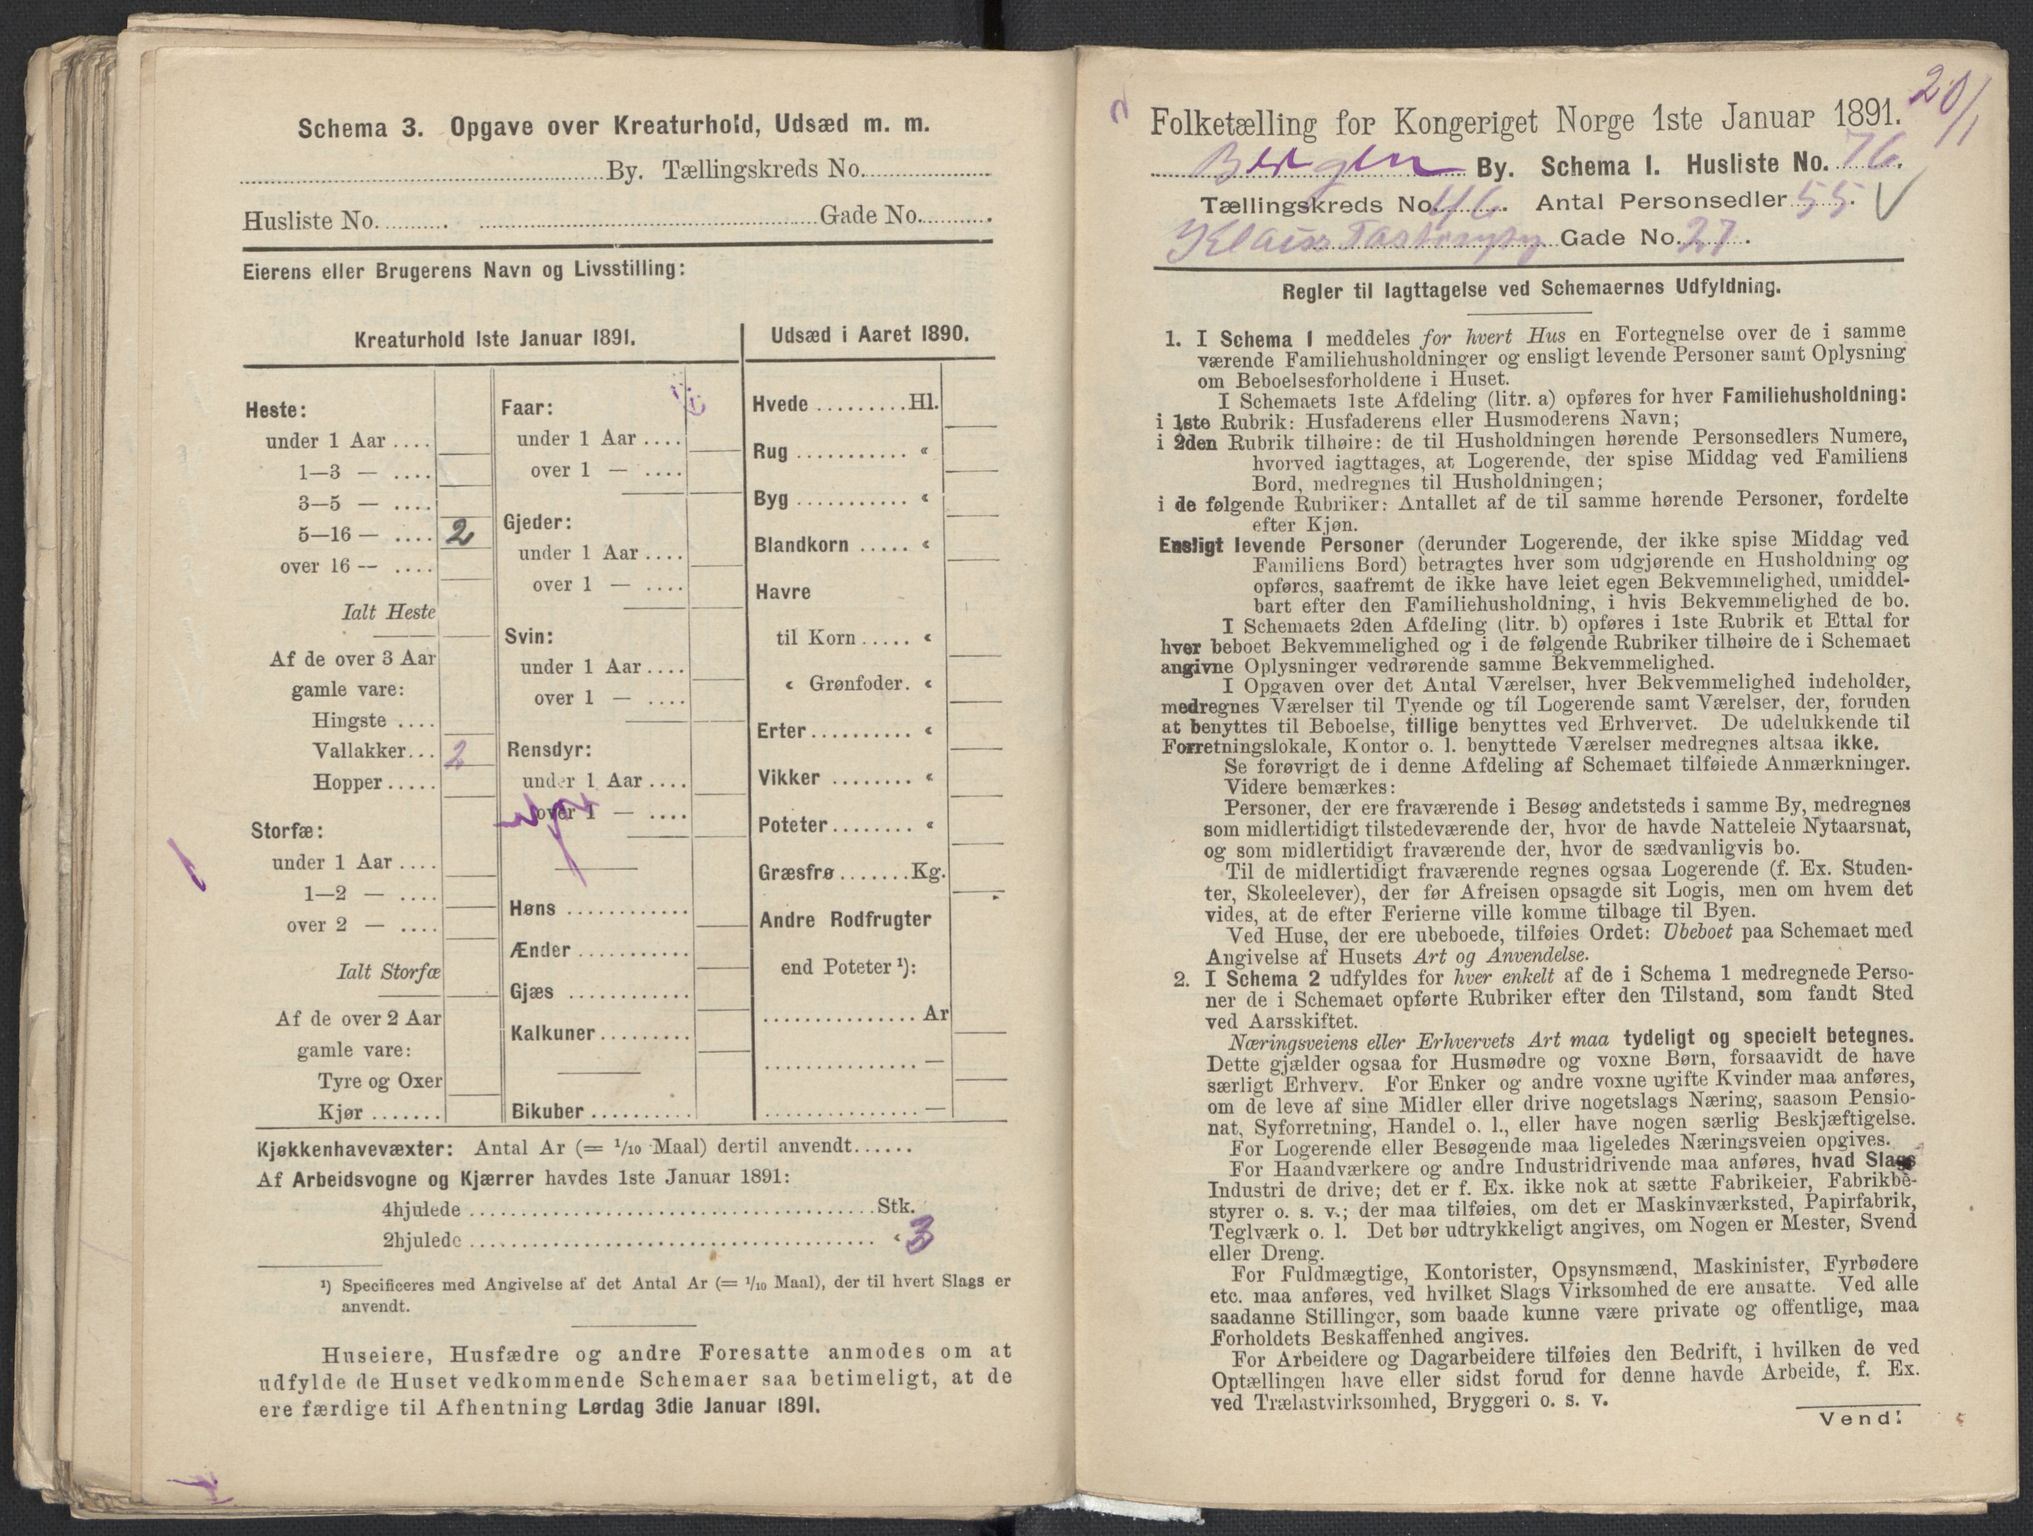 Schema 3. Opgave over Kreaturhold, Udsæd m. m.
By. Tællingskreds No.
Husliste No. Gade No.
Eierens eller Brugerens Navn og Livsstilling:
Kreaturhold 1ste Januar 1891.
Heste:
under 1 Aar ....
1—3 — ....
3—5 — ....
5—16 — .... 2
over 16 — ....
Ialt Heste
Af de over 3 Aar
gamle vare:
Hingste ....
Vallakker... 2
Hopper.....
Storfæ:
under 1 Aar....
1—2 — ....
over 2 — ....
Ialt Storfæ
Af de over 2 Aar
gamle vare:
Tyre og Oxer
Kjør .......
Faar:
under 1 Aar....
over 1 — ....
Gjeder:
under 1 Aar....
over 1 — ....
Svin:
under 1 Aar....
over 1 — ....
Rensdyr:
under 1 Aar....
over 1 — ....
Høns ............
Ænder ...........
Gjæs ............
Kalkuner.........
Bikuber..........
Udsæd i Aaret 1890.
Hvede .........Hl.
Rug ........... «
Byg ........... «
Blandkorn ..... «
Havre
til Korn ..... «
« Grønfoder. «
Erter.......... «
Vikker ........ «
Poteter........ «
Græsfrø .......Kg.
Andre Rodfrugter
end Poteter ¹):
...............Ar
............... —
............... —
Kjøkkenhavevæxter: Antal Ar (= ¹/₁₀ Maal) dertil anvendt......
Af Arbeidsvogne og Kjærrer havdes 1ste Januar 1891:
4hjulede ........................................Stk.
2hjulede ........................................ « 3
¹) Specificeres med Angivelse af det Antal Ar (= ¹/₁₀ Maal), der til hvert Slags er
anvendt.
Huseiere, Husfædre og andre Foresatte anmodes om at
udfylde de Huset vedkommende Schemaer saa betimeligt, at de
ere færdige til Afhentning Lørdag 3die Januar 1891.
20/1
Folketælling for Kongeriget Norge 1ste Januar 1891.
Bergen By. Schema 1. Husliste No. 76.
Tællingskreds No. 46. Antal Personsedler 55.
Gade No. 27.
Regler til Iagttagelse ved Schemaernes Udfyldning.
1. I Schema 1 meddeles for hvert Hus en Fortegnelse over de i samme
værende Familiehusholdninger og ensligt levende Personer samt Oplysning
om Beboelsesforholdene i Huset.
I Schemaets 1ste Afdeling (litr. a) opføres for hver Familiehusholdning:
i 1ste Rubrik: Husfaderens eller Husmoderens Navn;
i 2den Rubrik tilhøire: de til Husholdningen hørende Personsedlers Numere,
hvorved iagttages, at Logerende, der spise Middag ved Familiens
Bord, medregnes til Husholdningen;
i de følgende Rubriker: Antallet af de til samme hørende Personer, fordelte
efter Kjøn.
Ensligt levende Personer (derunder Logerende, der ikke spise Middag ved
Familiens Bord) betragtes hver som udgjørende en Husholdning og
opføres, saafremt de ikke have leiet egen Bekvemmelighed, umiddel-
bart efter den Familiehusholdning, i hvis Bekvemmelighed de bo.
I Schemaets 2den Afdeling (litr. b) opføres i 1ste Rubrik et Ettal for
hver beboet Bekvemmelighed og i de følgende Rubriker tilhøire de i Schemaet
angivne Oplysninger vedrørende samme Bekvemmelighed.
I Opgaven over det Antal Værelser, hver Bekvemmelighed indeholder,
medregnes Værelser til Tyende og til Logerende samt Værelser, der, foruden
at benyttes til Beboelse, tillige benyttes ved Erhvervet. De udelukkende til
Forretningslokale, Kontor o. l. benyttede Værelser medregnes altsaa ikke.
Se forøvrigt de i denne Afdeling af Schemaet tilføiede Anmærkninger.
Videre bemærkes:
Personer, der ere fraværende i Besøg andetsteds i samme By, medregnes
som midlertidigt tilstedeværende der, hvor de havde Natteleie Nytaarsnat,
og som midlertidigt fraværende der, hvor de sædvanligvis bo.
Til de midlertidigt fraværende regnes ogsaa Logerende (f. Ex. Studen-
ter, Skoleelever), der før Afreisen opsagde sit Logis, men om hvem det
vides, at de efter Ferierne ville komme tilbage til Byen.
Ved Huse, der ere ubeboede, tilføies Ordet: Ubeboet paa Schemaet med
Angivelse af Husets Art og Anvendelse.
2. I Schema 2 udfyldes for hver enkelt af de i Schema 1 medregnede Perso-
ner de i Schemaet opførte Rubriker efter den Tilstand, som fandt Sted
ved Aarsskiftet.
Næringsveiens eller Erhvervets Art maa tydeligt og specielt betegnes.
Dette gjælder ogsaa for Husmødre og voxne Børn, forsaavidt de have
særligt Erhverv. For Enker og andre voxne ugifte Kvinder maa anføres,
om de leve af sine Midler eller drive nogetslags Næring, saasom Pensio-
nat, Syforretning, Handel o. l., eller have nogen særlig Beskjæftigelse.
For Logerende eller Besøgende maa ligeledes Næringsveien opgives.
For Haandværkere og andre Industridrivende maa anføres, hvad Slags
Industri de drive; det er f. Ex. ikke nok at sætte Fabrikeier, Fabrikbe-
styrer o. s. v.; der maa tilføies, om det er Maskinværksted, Papirfabrik,
Teglværk o. l. Det bør udtrykkeligt angives, om Nogen er Mester, Svend
eller Dreng.
For Fuldmægtige, Kontorister, Opsynsmænd, Maskinister, Fyrbødere
etc. maa anføres, ved hvilket Slags Virksomhed de ere ansatte. Ved alle
saadanne Stillinger, som baade kunne være private og offentlige, maa
Forholdets Beskaffenhed angives.
For Arbeidere og Dagarbeidere tilføies den Bedrift, i hvilken de ved
Optællingen have eller sidst forud for denne havde Arbeide, f. Ex.
ved Trælastvirksomhed, Bryggeri o. s. v.
Vend!